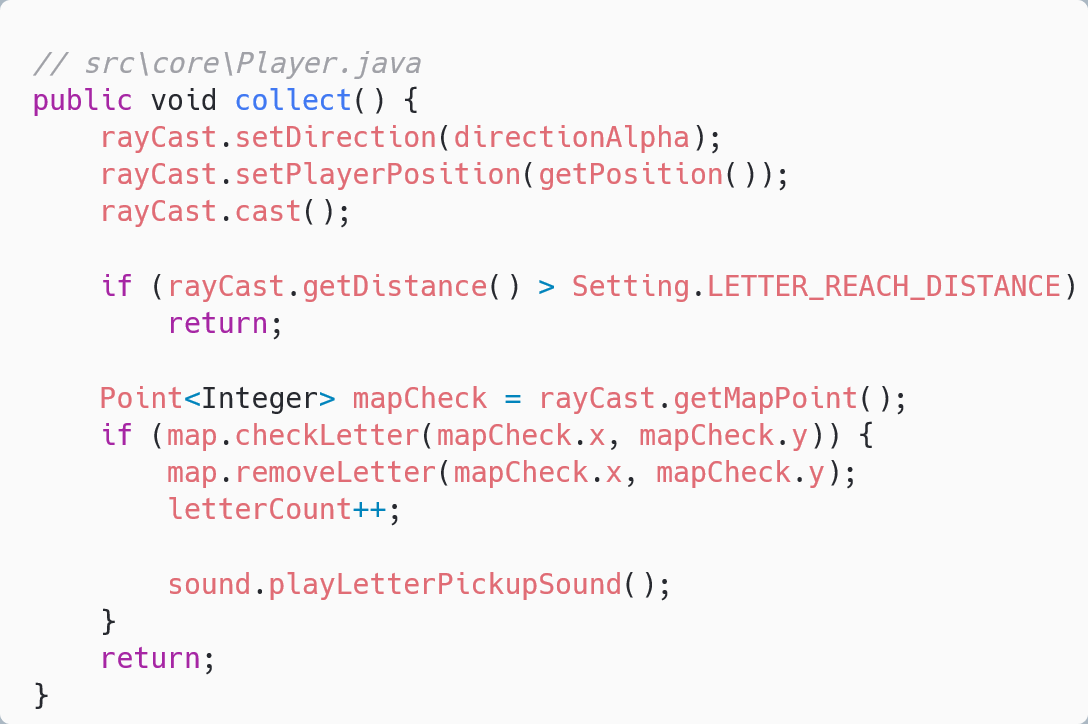 // src\core\Player.java
public void collect() {
    rayCast.setDirection(directionAlpha);
    rayCast.setPlayerPosition(getPosition());
    rayCast.cast();

    if (rayCast.getDistance() > Setting.LETTER_REACH_DISTANCE)
        return;

    Point<Integer> mapCheck = rayCast.getMapPoint();
    if (map.checkLetter(mapCheck.x, mapCheck.y)) {
        map.removeLetter(mapCheck.x, mapCheck.y);
        letterCount++;

        sound.playLetterPickupSound();
    }
    return;
}